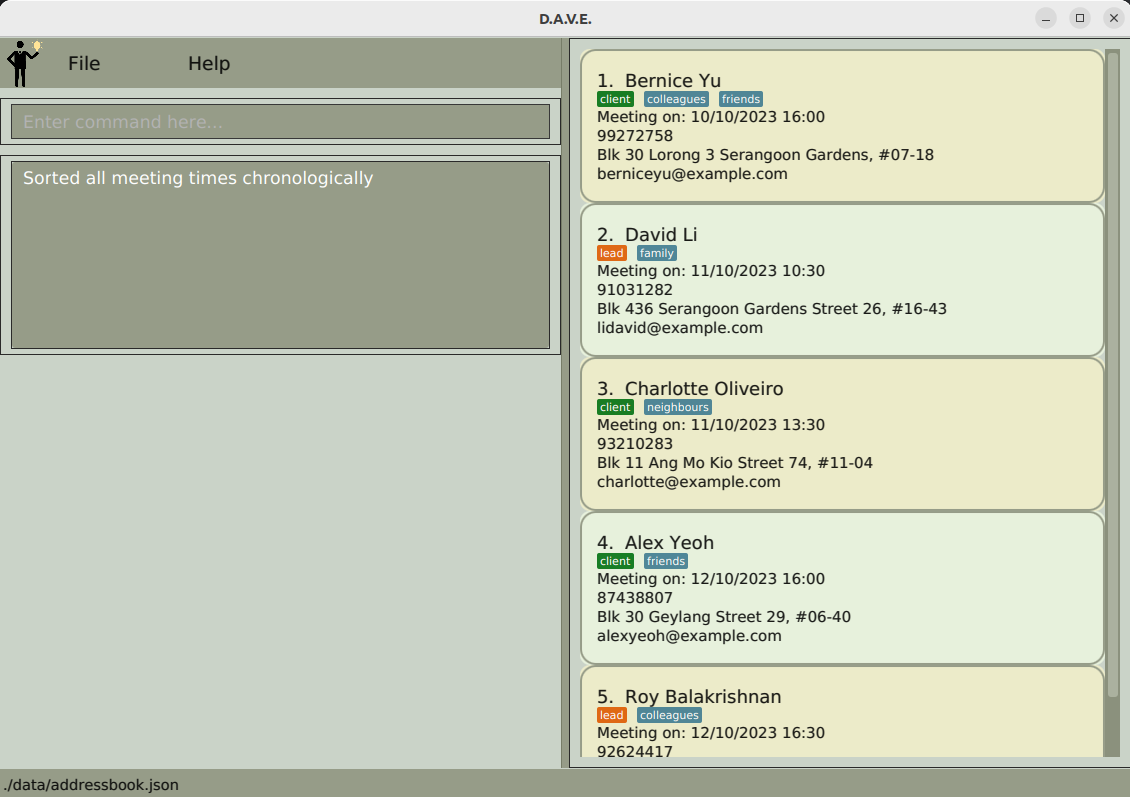 D.A.V.E.
File Help
Enter command here...
Sorted all meeting times chronologically
1. Bernice Yu
client colleagues friends
Meeting on: 10/10/2023 16:00
99272758
Blk 30 Lorong 3 Serangoon Gardens, #07-18
berniceyu@example.com
2. David Li
lead family
Meeting on: 11/10/2023 10:30
91031282
Blk 436 Serangoon Gardens Street 26, #16-43
lidavid@example.com
3. Charlotte Oliveiro
client neighbours
Meeting on: 11/10/2023 13:30
93210283
Blk 11 Ang Mo Kio Street 74, #11-04
charlotte@example.com
4. Alex Yeoh
client friends
Meeting on: 12/10/2023 16:00
87438807
Blk 30 Geylang Street 29, #06-40
alexyeoh@example.com
5. Roy Balakrishnan
lead colleagues
Meeting on: 12/10/2023 16:30
92624417
./data/addressbook.json